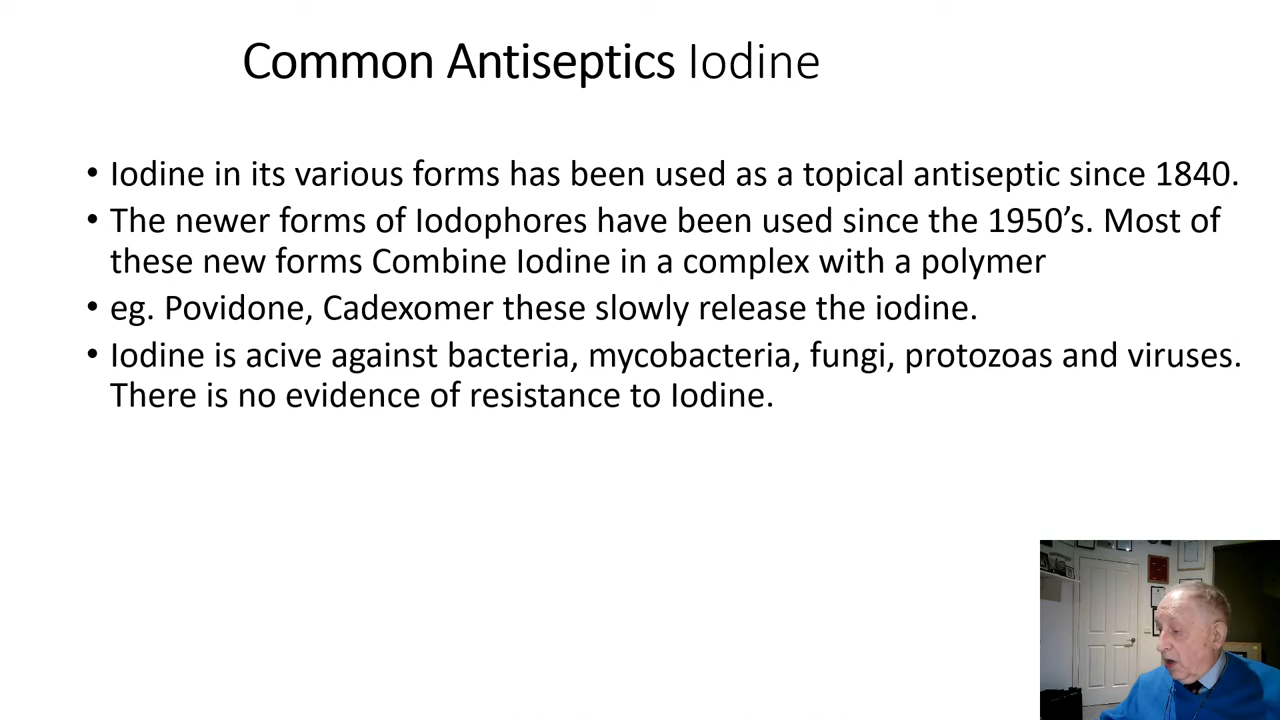 Common Antiseptics Iodine
• Iodine in its various forms has been used as a topical antiseptic since 1840.
• The newer forms of Iodophores have been used since the 1950’s. Most of
these new forms Combine Iodine in a complex with a polymer
• eg. Povidone, Cadexomer these slowly release the iodine.
• Iodine is acive against bacteria, mycobacteria, fungi, protozoas and viruses.
There is no evidence of resistance to Iodine.